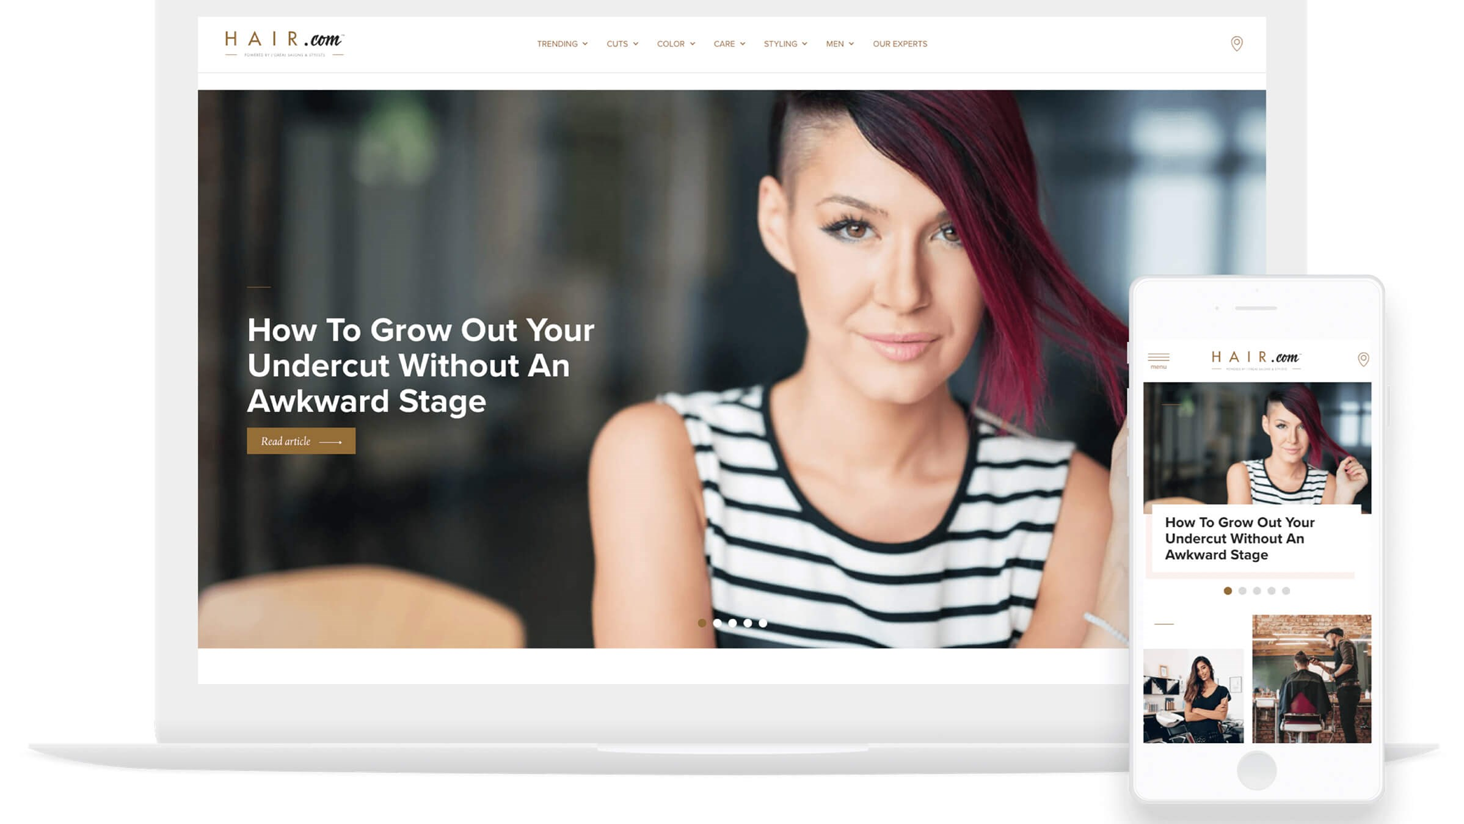 HAIR.com
POWERED BY L'ORÉAL SALONS & STYLISTS
TRENDING CUTS COLOR CARE STYLING MEN OUR EXPERTS
How To Grow Out Your
Undercut Without An
Awkward Stage
Read article
menu
HAIR.com
How To Grow Out Your
Undercut Without An
Awkward Stage